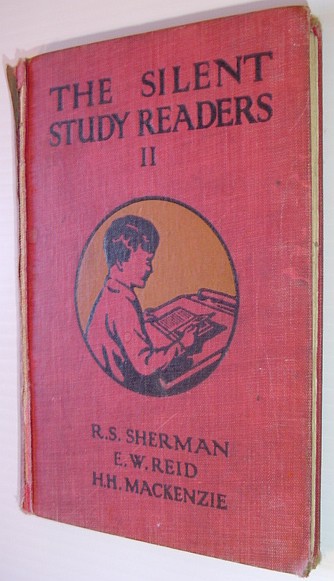 THE SILENT
STUDY READERS
II
R.S. SHERMAN
E.W. REID
H.H. MACKENZIE